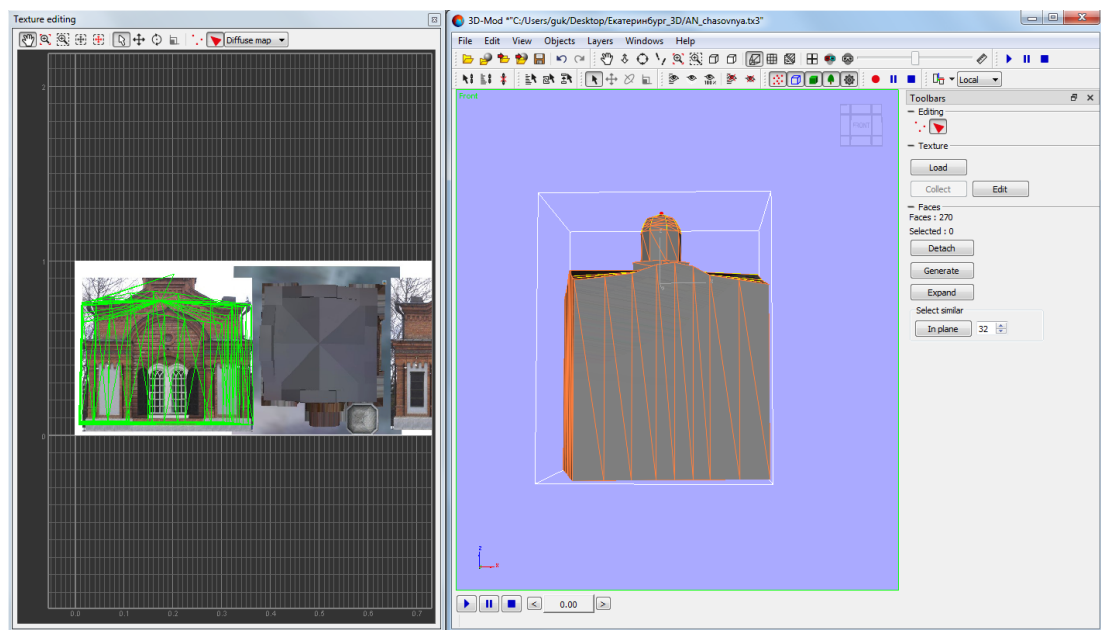 Texture editing
Diffuse map
2
1
0
0.0 0.1 0.2 0.3 0.4 0.5 0.6 0.7
3D-Mod *"C:/Users/guk/Desktop/Екатеринбург_3D/AN_chasovnya.tx3"
File Edit View Objects Layers Windows Help
100%
Local
Front
z
x
0.00
Toolbars
Editing
Texture
Load
Collect Edit
Faces
Faces : 270
Selected : 0
Detach
Generate
Expand
Select similar
In plane 32